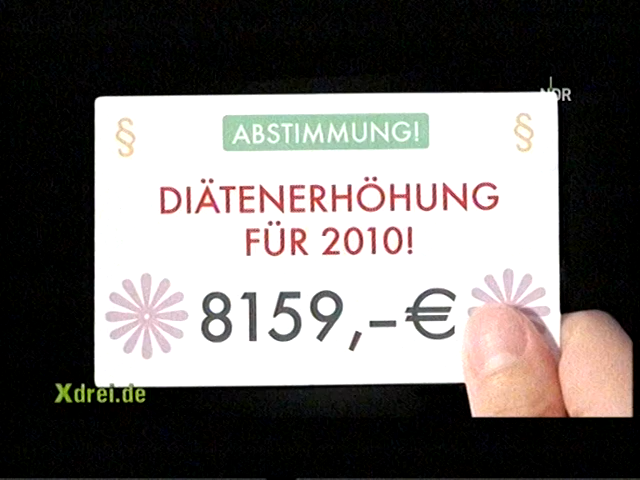 NDR
§ ABSTIMMUNG! §
DIÄTENERHÖHUNG
FÜR 2010!
8159,–€
Xdrei.de